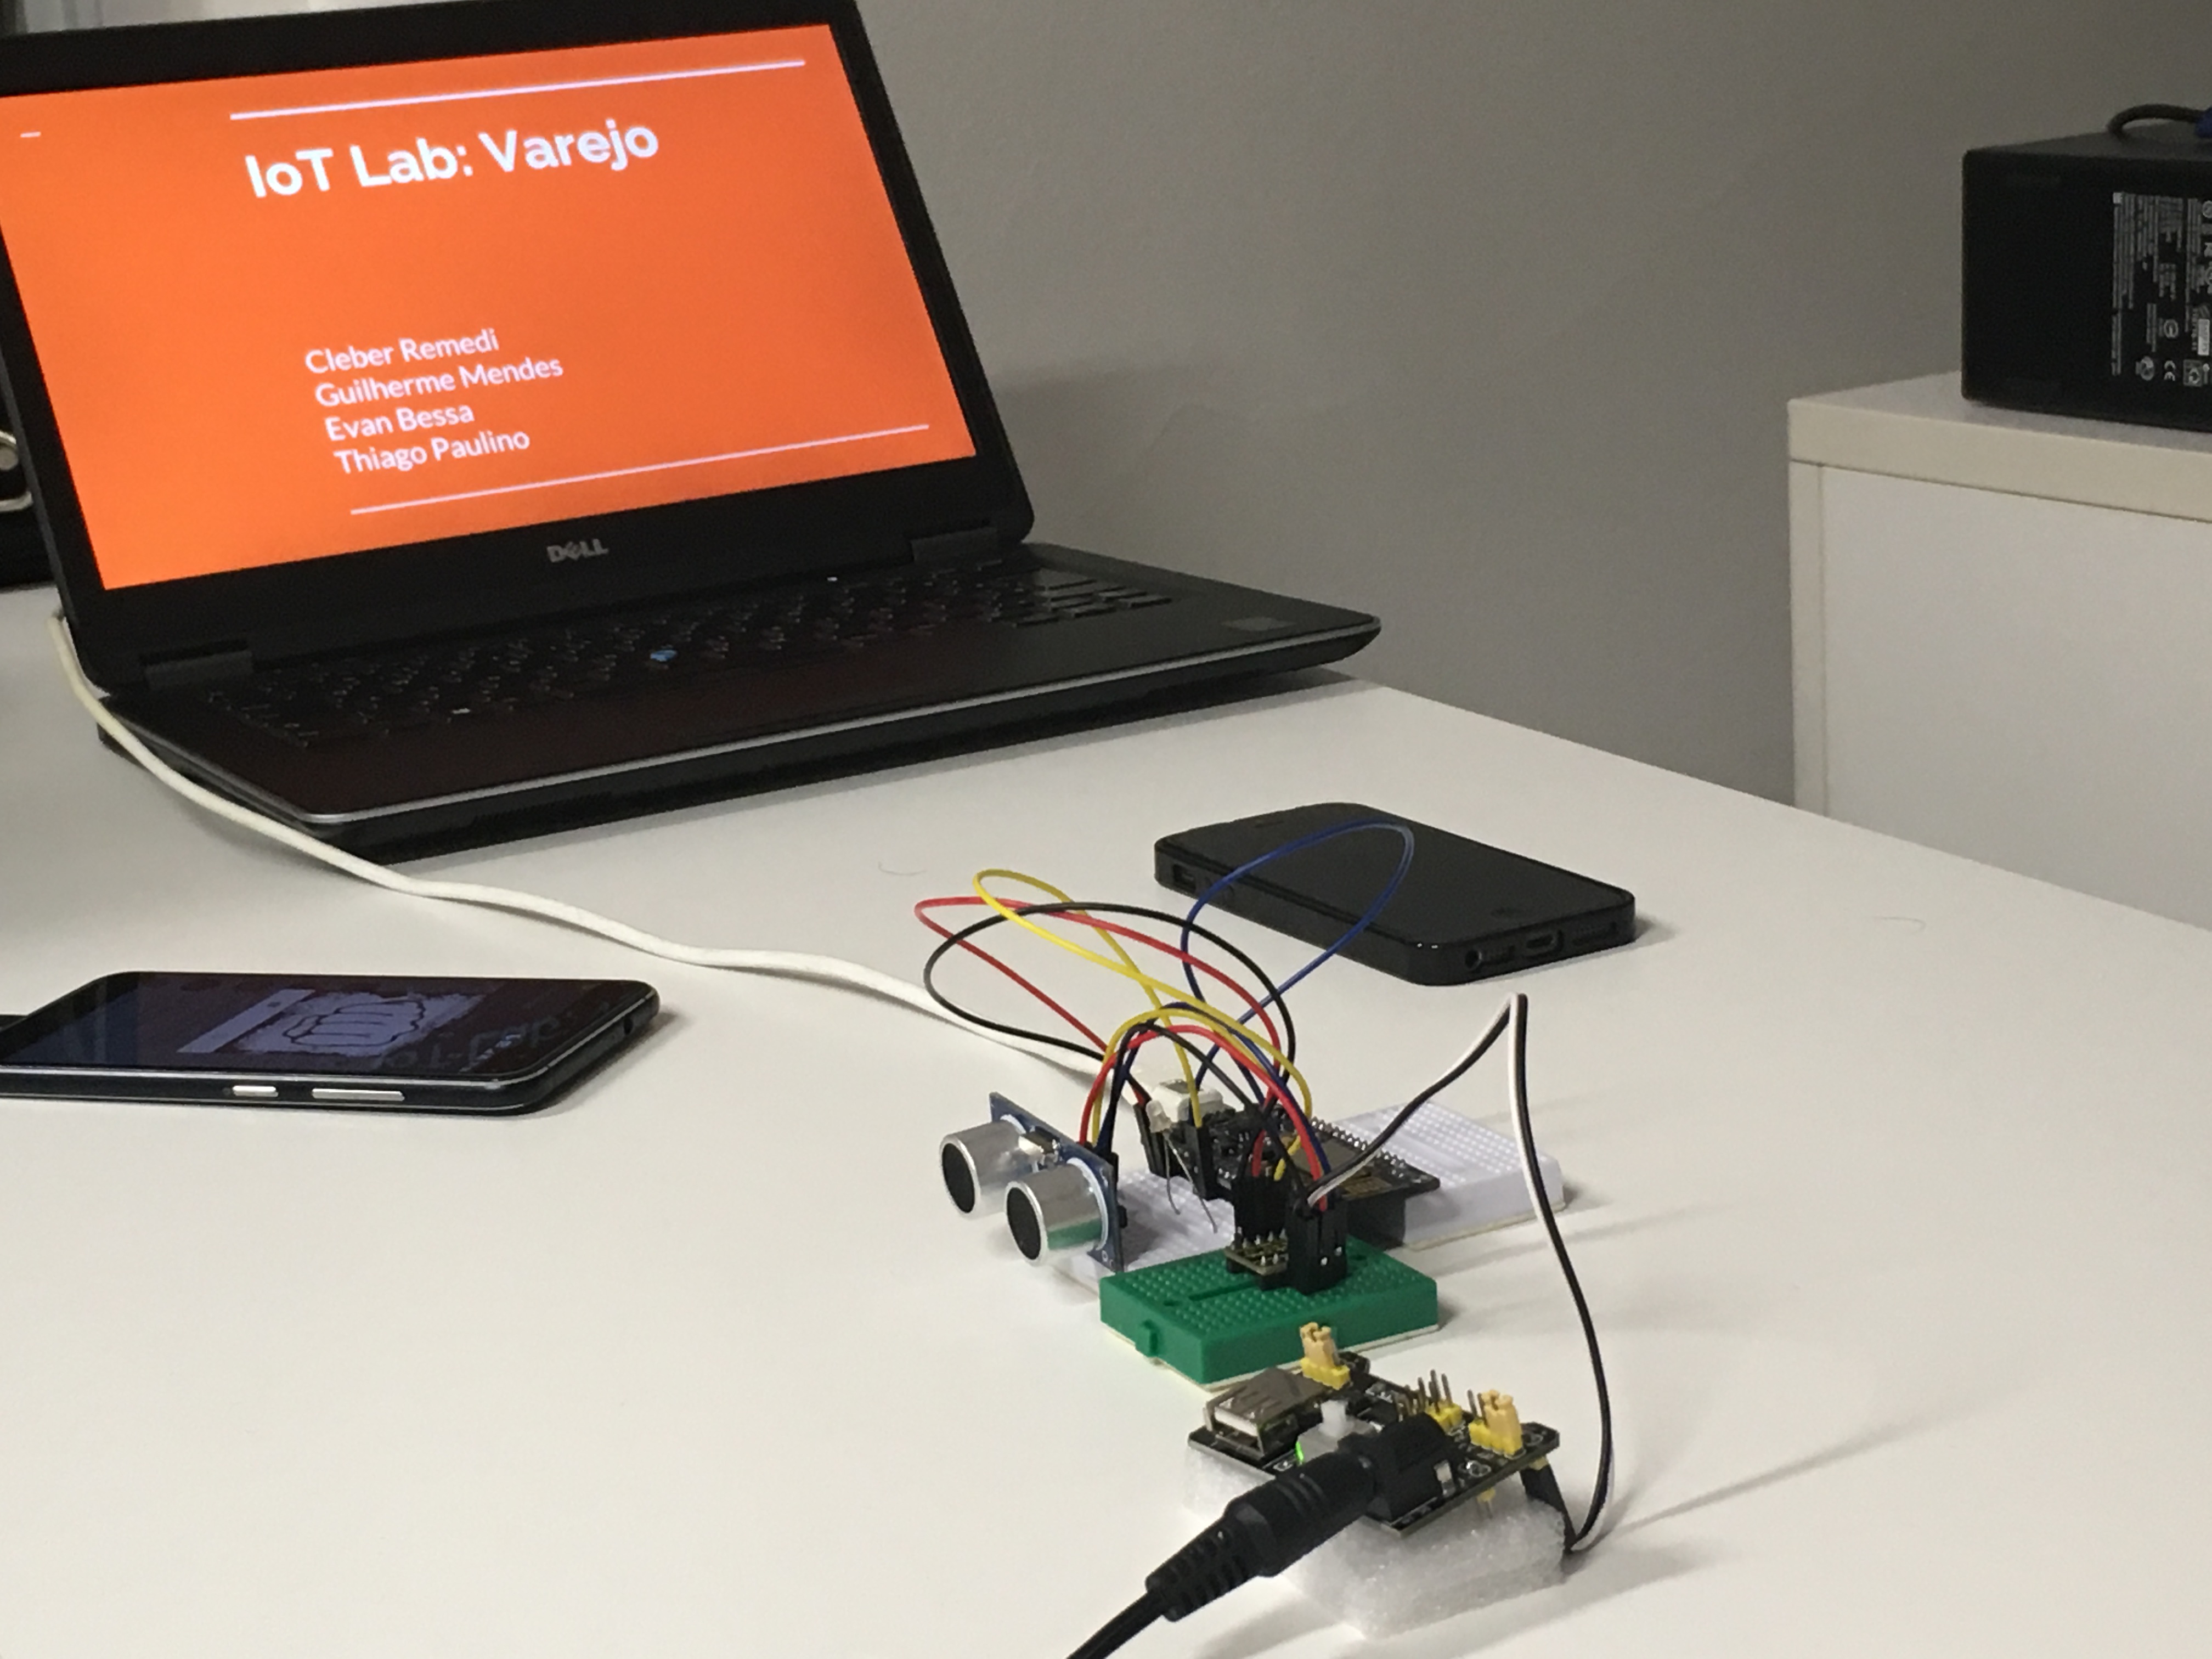 IoT Lab: Varejo
Cleber Remedi
Guilherme Mendes
Evan Bessa
Thiago Paulino
DELL